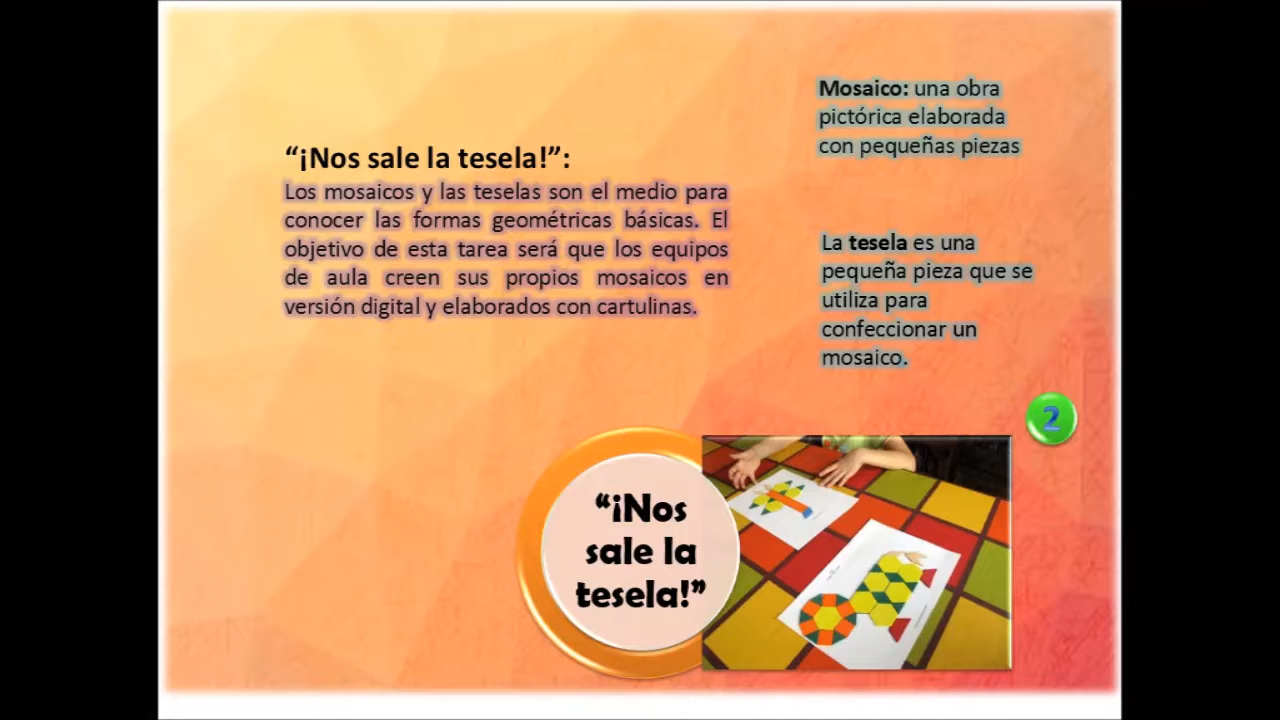 “¡Nos sale la tesela!”:
Los mosaicos y las teselas son el medio para
conocer las formas geométricas básicas. El
objetivo de esta tarea será que los equipos
de aula creen sus propios mosaicos en
versión digital y elaborados con cartulinas.
Mosaico: una obra
pictórica elaborada
con pequeñas piezas
La tesela es una
pequeña pieza que se
utiliza para
confeccionar un
mosaico.
2
“¡Nos
sale la
tesela!”